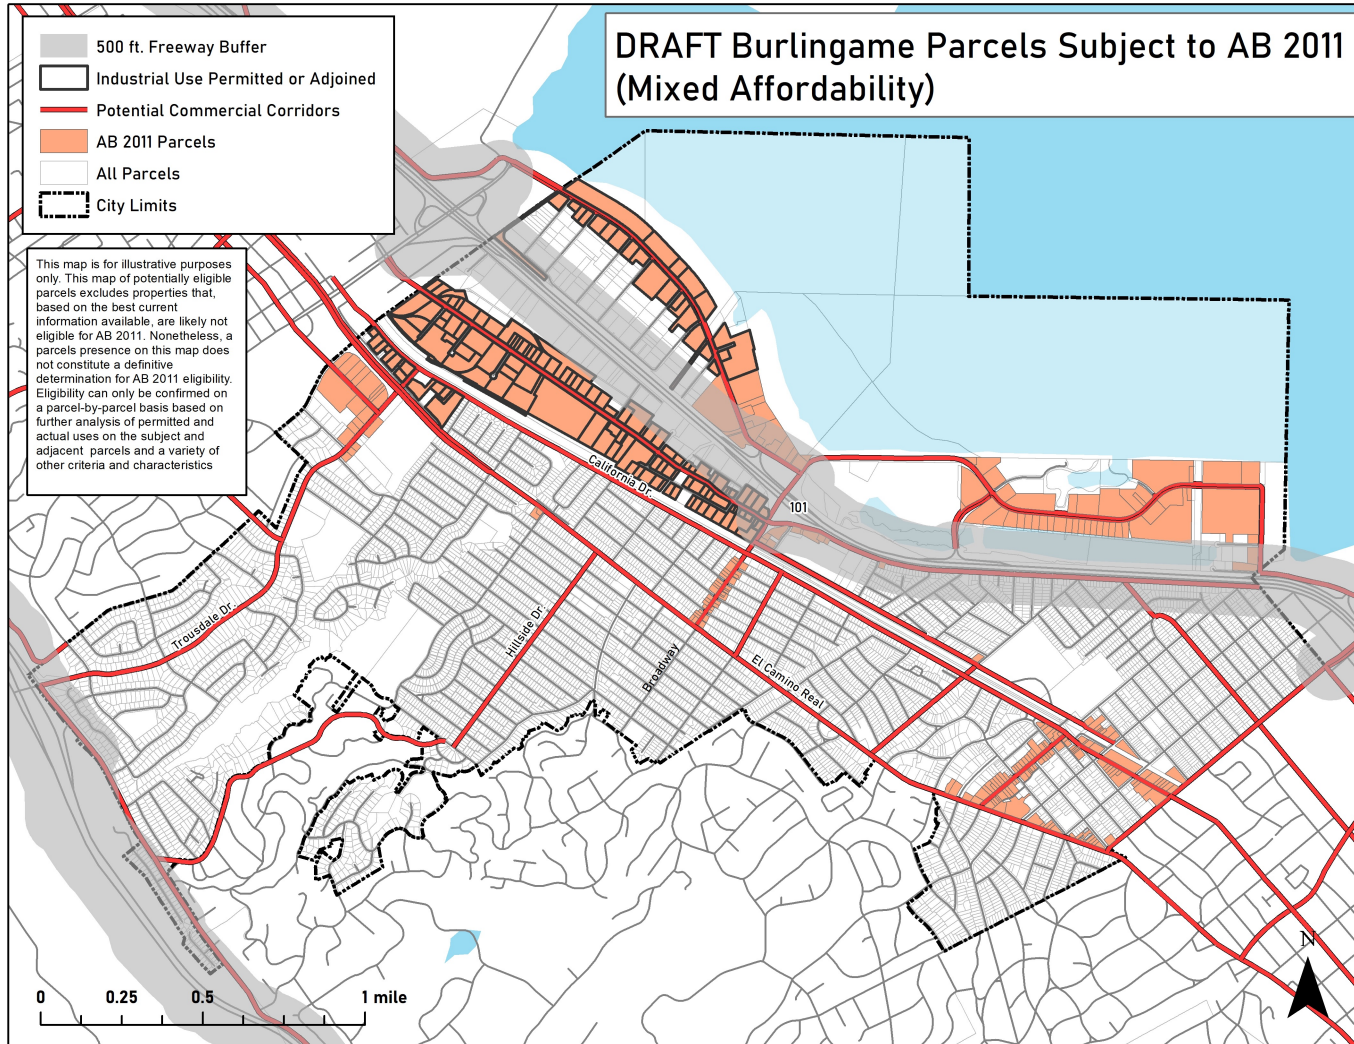 DRAFT Burlingame Parcels Subject to AB 2011
(Mixed Affordability)
500 ft. Freeway Buffer
Industrial Use Permitted or Adjoined
Potential Commercial Corridors
AB 2011 Parcels
All Parcels
City Limits
This map is for illustrative purposes
only. This map of potentially eligible
parcels excludes properties that,
based on the best current
information available, are likely not
eligible for AB 2011. Nonetheless, a
parcels presence on this map does
not constitute a definitive
determination for AB 2011 eligibility.
Eligibility can only be confirmed on
a parcel-by-parcel basis based on
further analysis of permitted and
actual uses on the subject and
adjacent parcels and a variety of
other criteria and characteristics
California Dr.
101
Trousdale Dr.
Hillside Dr.
Broadway
El Camino Real
N
0 0.25 0.5 1 mile